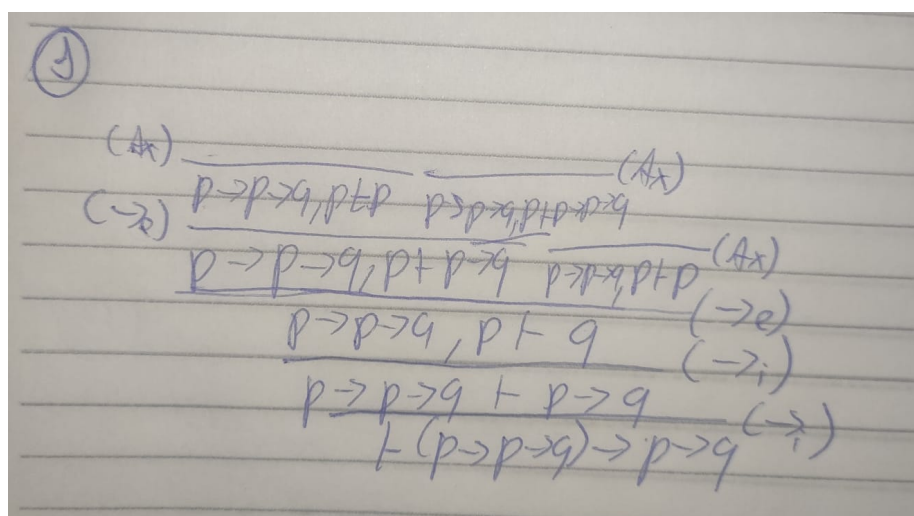 1
(Ax) (Ax)
(→e) p→p→q, p⊢p p→p→q, p⊢p→p→q
p→p→q, p⊢p→q p→p→q, p⊢p (Ax)
p→p→q, p⊢q (→e)
p→p→q ⊢ p→q (→i)
⊢(p→p→q)→p→q (→i)